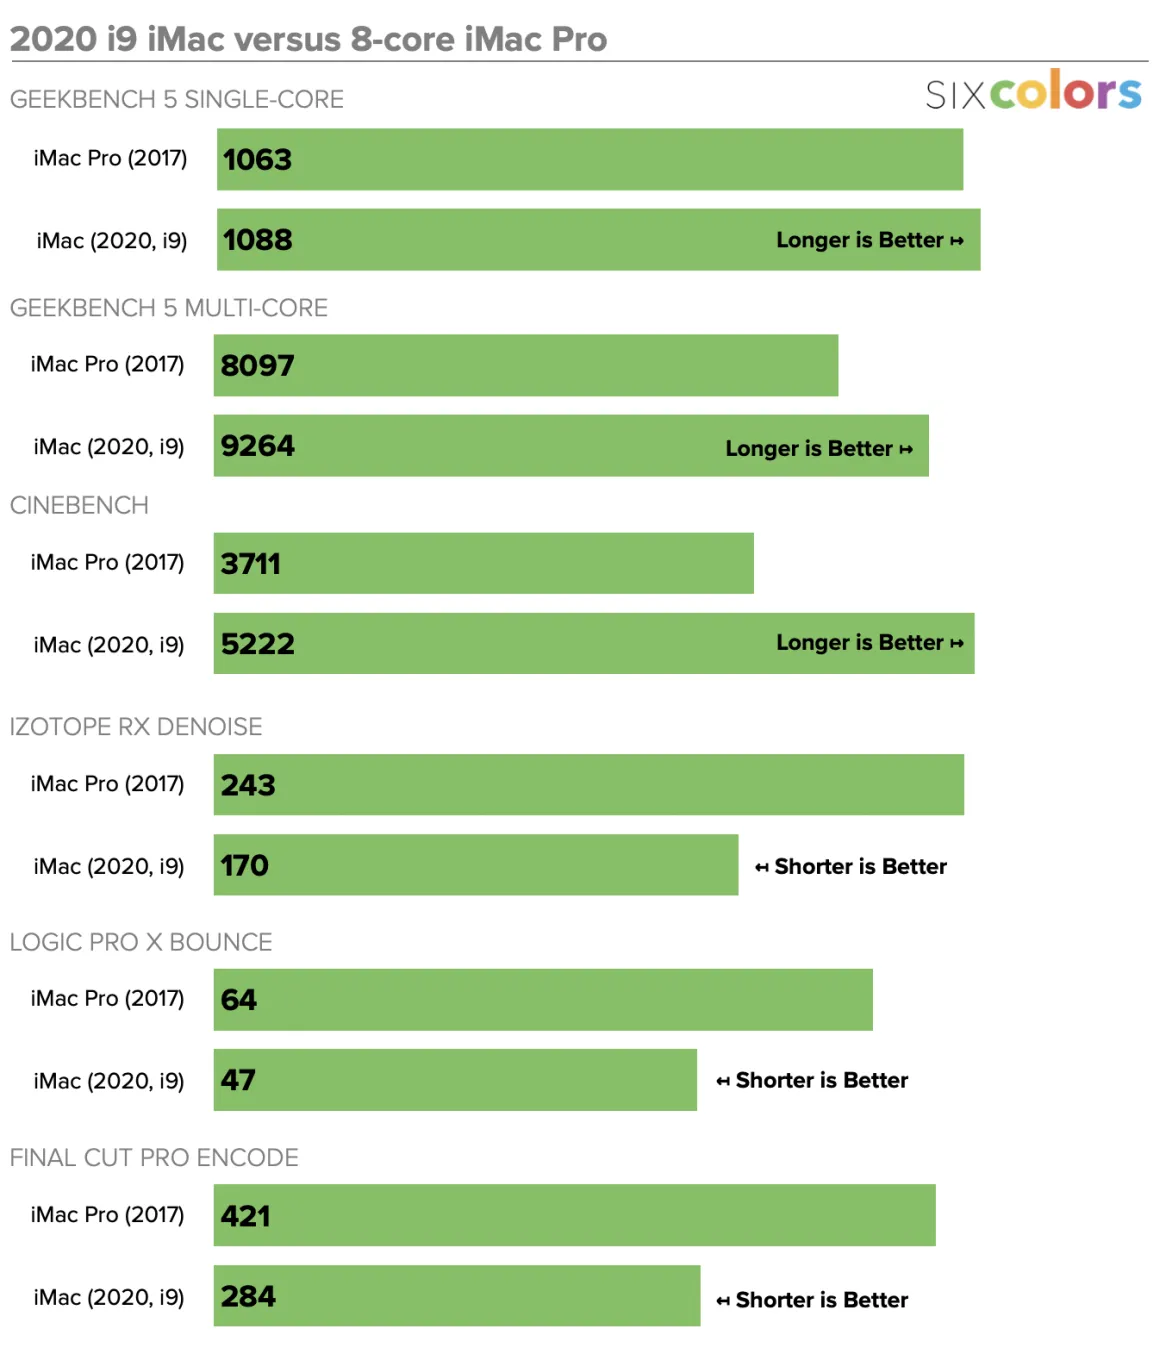 2020 i9 iMac versus 8-core iMac Pro
sixcolors
GEEKBENCH 5 SINGLE-CORE
iMac Pro (2017) 1063
iMac (2020, i9) 1088 Longer is Better ↦
GEEKBENCH 5 MULTI-CORE
iMac Pro (2017) 8097
iMac (2020, i9) 9264 Longer is Better ↦
CINEBENCH
iMac Pro (2017) 3711
iMac (2020, i9) 5222 Longer is Better ↦
IZOTOPE RX DENOISE
iMac Pro (2017) 243
iMac (2020, i9) 170 ↤ Shorter is Better
LOGIC PRO X BOUNCE
iMac Pro (2017) 64
iMac (2020, i9) 47 ↤ Shorter is Better
FINAL CUT PRO ENCODE
iMac Pro (2017) 421
iMac (2020, i9) 284 ↤ Shorter is Better